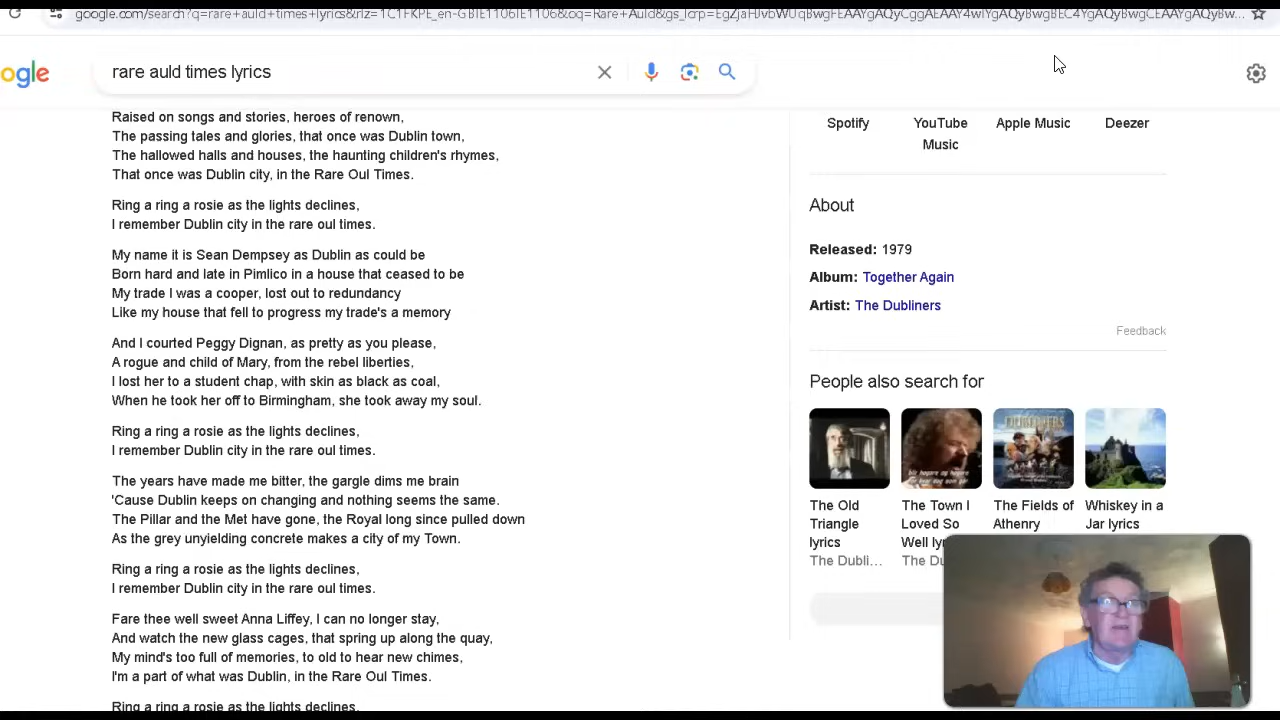 ogle
rare auld times lyrics
Raised on songs and stories, heroes of renown,
The passing tales and glories, that once was Dublin town,
The hallowed halls and houses, the haunting children's rhymes,
That once was Dublin city, in the Rare Oul Times.
Ring a ring a rosie as the lights declines,
I remember Dublin city in the rare oul times.
My name it is Sean Dempsey as Dublin as could be
Born hard and late in Pimlico in a house that ceased to be
My trade I was a cooper, lost out to redundancy
Like my house that fell to progress my trade's a memory
And I courted Peggy Dignan, as pretty as you please,
A rogue and child of Mary, from the rebel liberties,
I lost her to a student chap, with skin as black as coal,
When he took her off to Birmingham, she took away my soul.
Ring a ring a rosie as the lights declines,
I remember Dublin city in the rare oul times.
The years have made me bitter, the gargle dims me brain
'Cause Dublin keeps on changing and nothing seems the same.
The Pillar and the Met have gone, the Royal long since pulled down
As the grey unyielding concrete makes a city of my Town.
Ring a ring a rosie as the lights declines,
I remember Dublin city in the rare oul times.
Fare thee well sweet Anna Liffey, I can no longer stay,
And watch the new glass cages, that spring up along the quay,
My mind's too full of memories, to old to hear new chimes,
I'm a part of what was Dublin, in the Rare Oul Times.
Ring a ring a rosie as the lights declines,
Spotify
YouTube Music
Apple Music
Deezer
About
Released: 1979
Album: Together Again
Artist: The Dubliners
Feedback
People also search for
The Old
Triangle
lyrics
The Dubli...
The Town I
Loved So
Well
The Fields of
Athenry
Whiskey in a
Jar lyrics